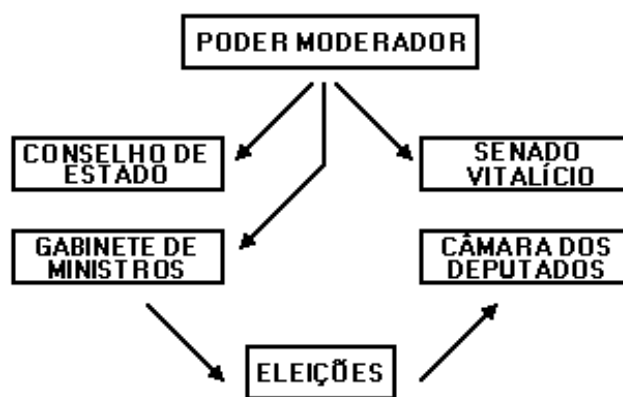 PODER MODERADOR
CONSELHO DE
ESTADO
SENADO
VITALÍCIO
GABINETE DE
MINISTROS
CÂMARA DOS
DEPUTADOS
ELEIÇÕES